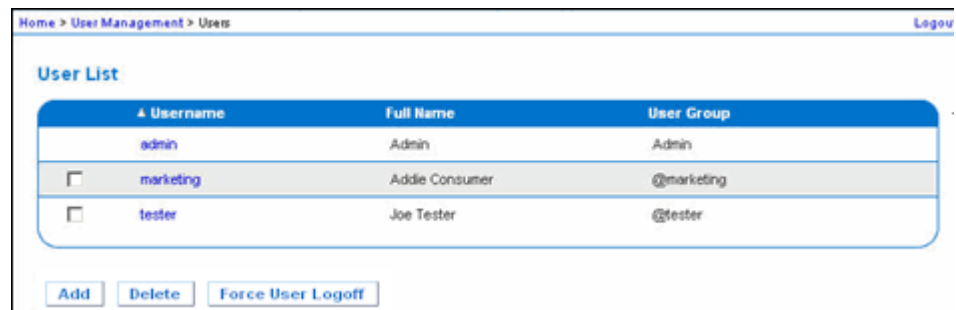 Home > User Management > Users
Logout
User List
▲ Username Full Name User Group
admin Admin Admin
marketing Addie Consumer @marketing
tester Joe Tester @tester
Add Delete Force User Logoff